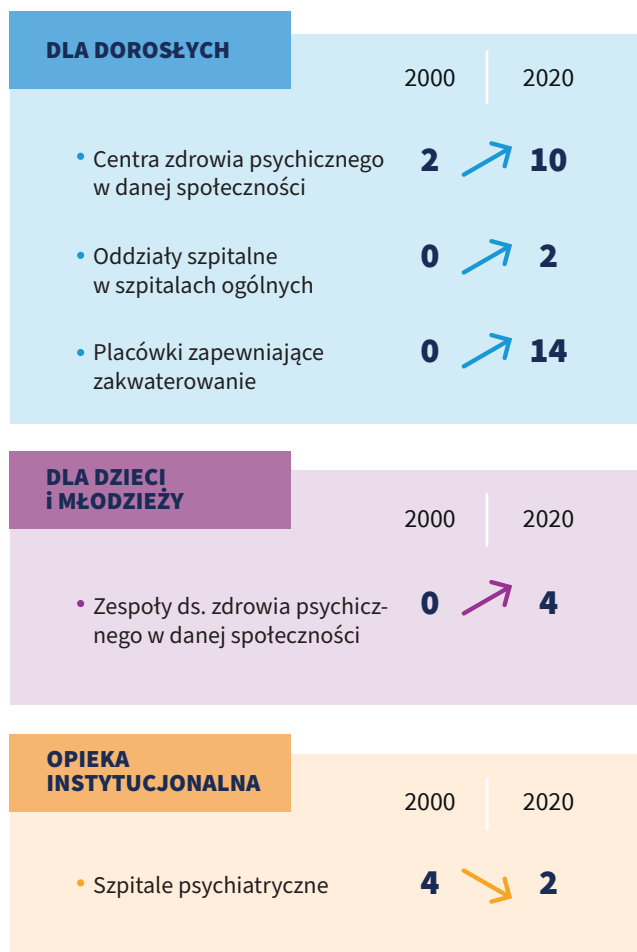 DLA DOROSŁYCH
2000 2020
• Centra zdrowia psychicznego 2 10
w danej społeczności
• Oddziały szpitalne 0 2
w szpitalach ogólnych
• Placówki zapewniające 0 14
zakwaterowanie
DLA DZIECI
i MŁODZIEŻY
2000 2020
• Zespoły ds. zdrowia psychicz- 0 4
nego w danej społeczności
OPIEKA
INSTYTUCJONALNA
2000 2020
• Szpitale psychiatryczne 4 2